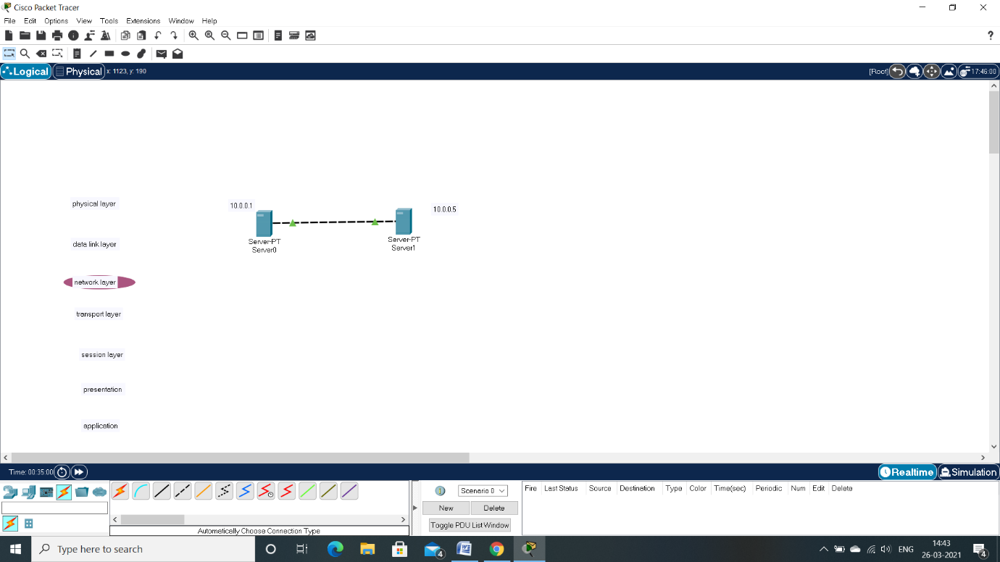 Cisco Packet Tracer
File Edit Options View Tools Extensions Window Help
?
Logical Physical x: 1123, y: 190 [Root] 17:46:00
physical layer
data link layer
network layer
transport layer
session layer
presentation
application
10.0.0.1
Server-PT
Server0
10.0.0.5
Server-PT
Server1
Time: 00:35:00 Realtime Simulation
Automatically Choose Connection Type
Scenario 0
New Delete
Toggle PDU List Window
Fire Last Status Source Destination Type Color Time(sec) Periodic Num Edit Delete
Type here to search
4
ENG
14:43
26-03-2021
4